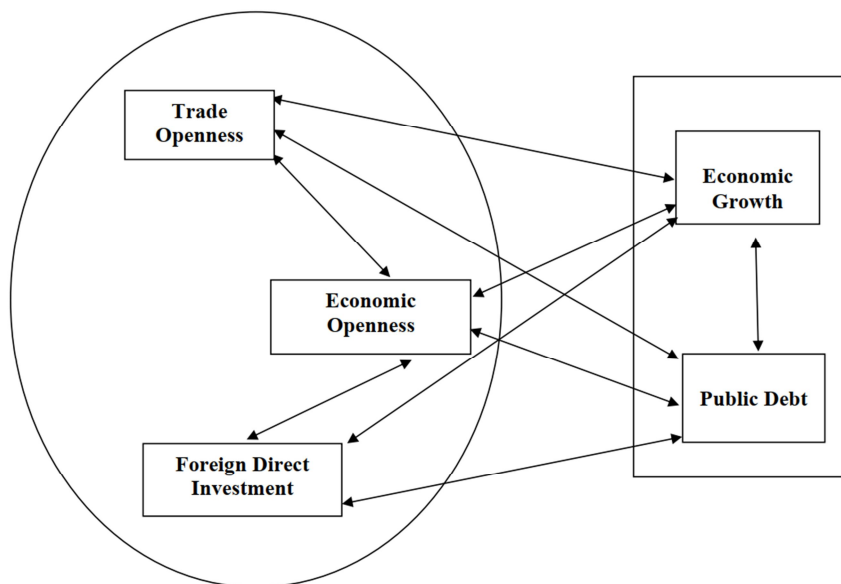 Trade
Openness
Economic
Growth
Economic
Openness
Public Debt
Foreign Direct
Investment